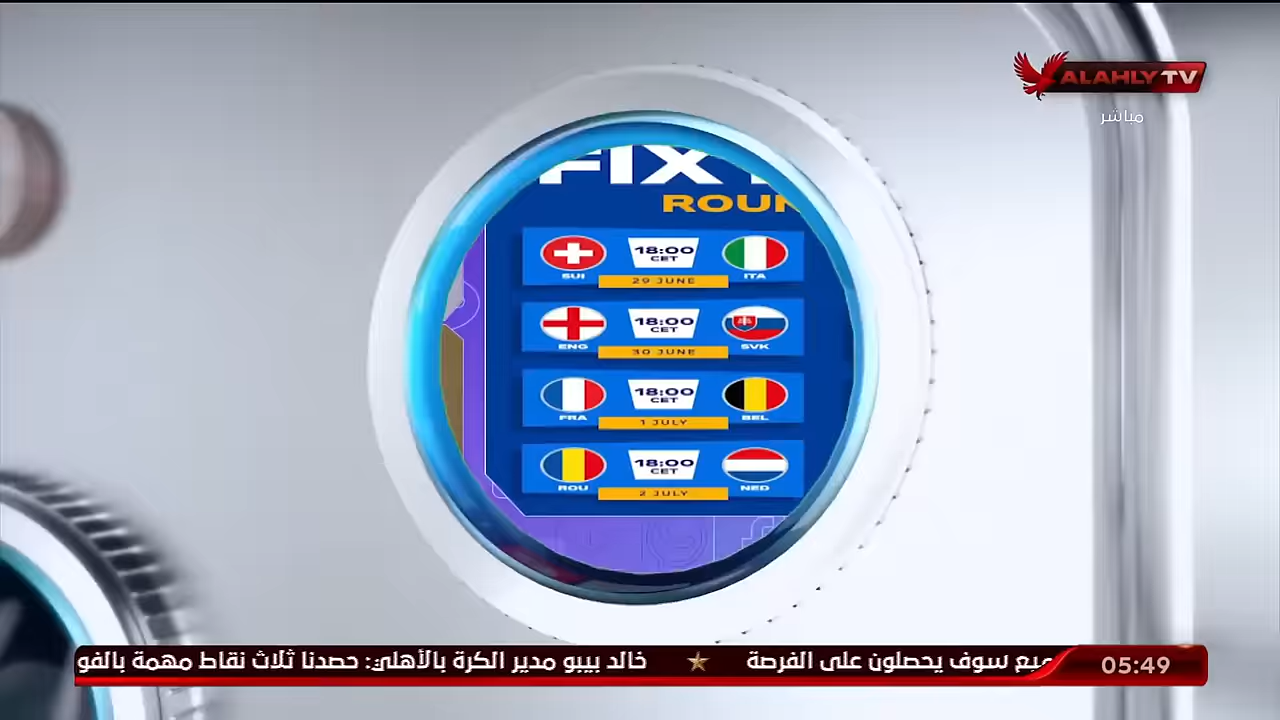 ALAHLY TV
مباشر
FIX
ROUN
18:00
CET
SUI
ITA
29 JUNE
18:00
CET
ENG
SVK
30 JUNE
18:00
CET
FRA
BEL
1 JULY
18:00
CET
ROU
NED
2 JULY
سوف يحصلون على الفرصة ★ خالد بيبو مدير الكرة بالأهلي: حصدنا ثلاث نقاط مهمة بالفو
05:49